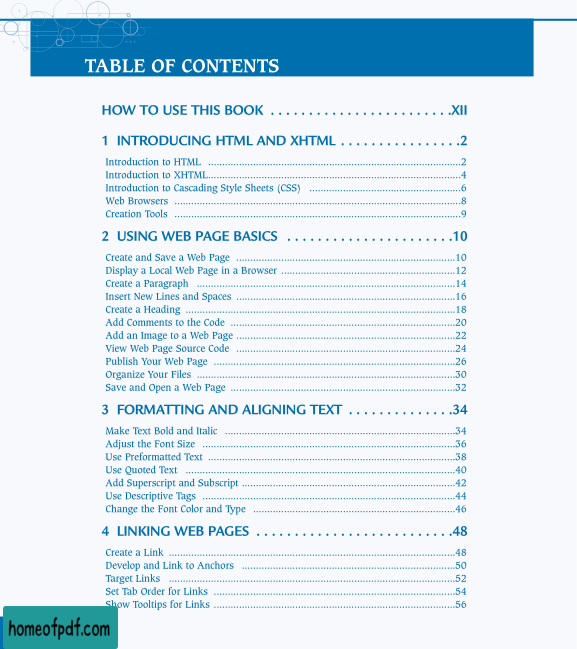 TABLE OF CONTENTS
HOW TO USE THIS BOOK . . . . . . . . . . . . . . . . . . . . . . . .XII
1 INTRODUCING HTML AND XHTML . . . . . . . . . . . . . . . .2
Introduction to HTML ....................2
Introduction to XHTML....................4
Introduction to Cascading Style Sheets (CSS) ....................6
Web Browsers ....................8
Creation Tools ....................9
2 USING WEB PAGE BASICS . . . . . . . . . . . . . . . . . . . . . .10
Create and Save a Web Page ....................10
Display a Local Web Page in a Browser ....................12
Create a Paragraph ....................14
Insert New Lines and Spaces ....................16
Create a Heading ....................18
Add Comments to the Code ....................20
Add an Image to a Web Page ....................22
View Web Page Source Code ....................24
Publish Your Web Page ....................26
Organize Your Files ....................30
Save and Open a Web Page ....................32
3 FORMATTING AND ALIGNING TEXT . . . . . . . . . . . . . .34
Make Text Bold and Italic ....................34
Adjust the Font Size ....................36
Use Preformatted Text ....................38
Use Quoted Text ....................40
Add Superscript and Subscript ....................42
Use Descriptive Tags ....................44
Change the Font Color and Type ....................46
4 LINKING WEB PAGES . . . . . . . . . . . . . . . . . . . . . . . . . .48
Create a Link ....................48
Develop and Link to Anchors ....................50
Target Links ....................52
Set Tab Order for Links ....................54
Show Tooltips for Links ....................56
homeofpdf.com